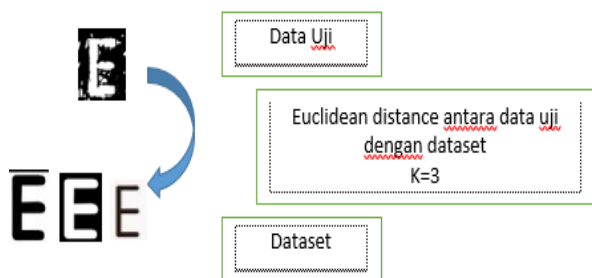 E
Data Uji
Euclidean distance antara data uji
dengan dataset
K=3
E E E
Dataset